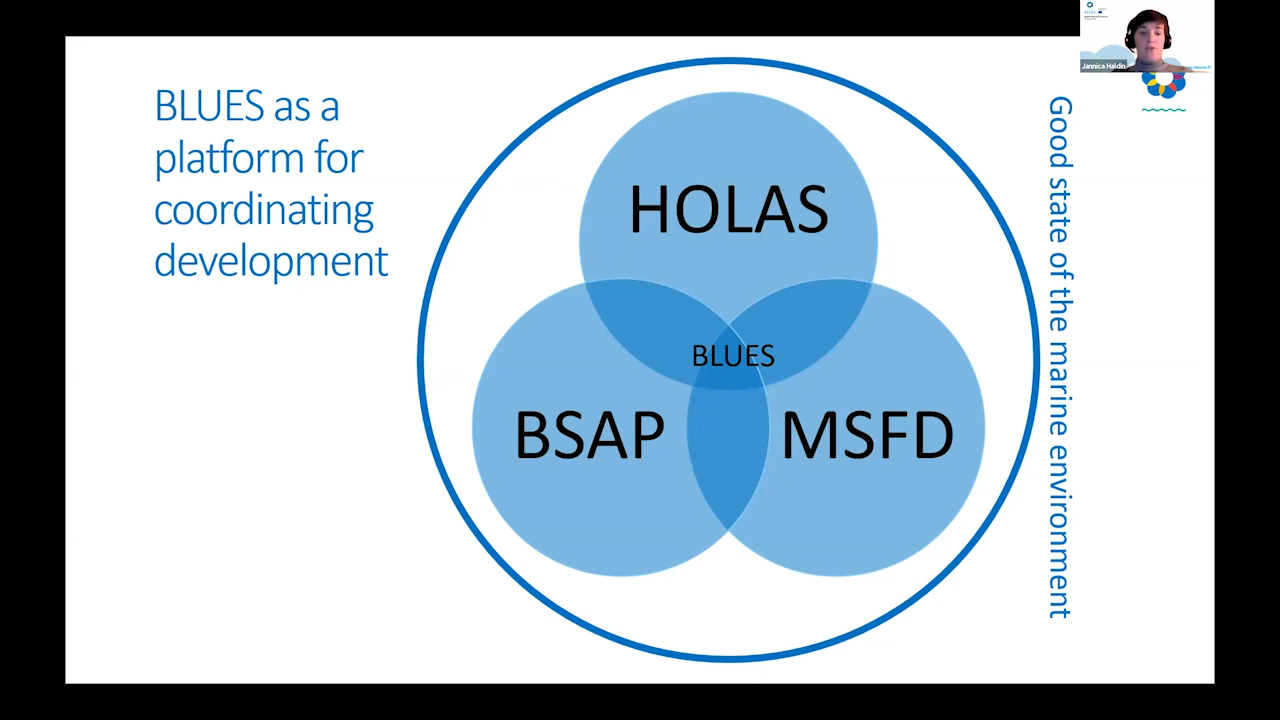 BLUES as a
platform for
coordinating
development
HOLAS
BLUES
BSAP
MSFD
Good state of the marine environment
Jannica Haldin